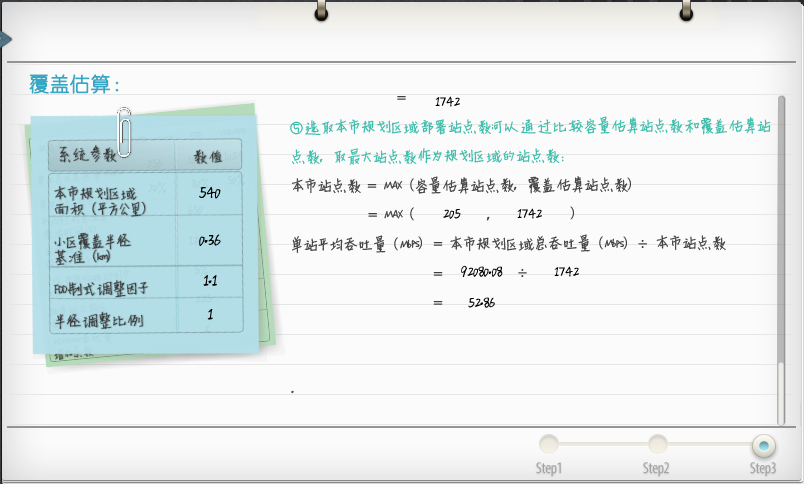 覆盖估算：
系统参数 数值
本市规划区域面积（平方公里） 540
小区覆盖半径基准（km） 0.36
FDD制式调整因子 1.1
半径调整比例 1
= 1742
⑤选取本市规划区域部署站点数可以通过比较容量估算站点数和覆盖估算站
点数，取最大站点数作为规划区域的站点数：
本市站点数 = MAX（容量估算站点数，覆盖估算站点数）
= MAX（ 205 ， 1742 ）
单站平均吞吐量（Mbps） = 本市规划区域总吞吐量（Mbps） ÷ 本市站点数
= 92080.08 ÷ 1742
= 52.86
Step1 Step2 Step3